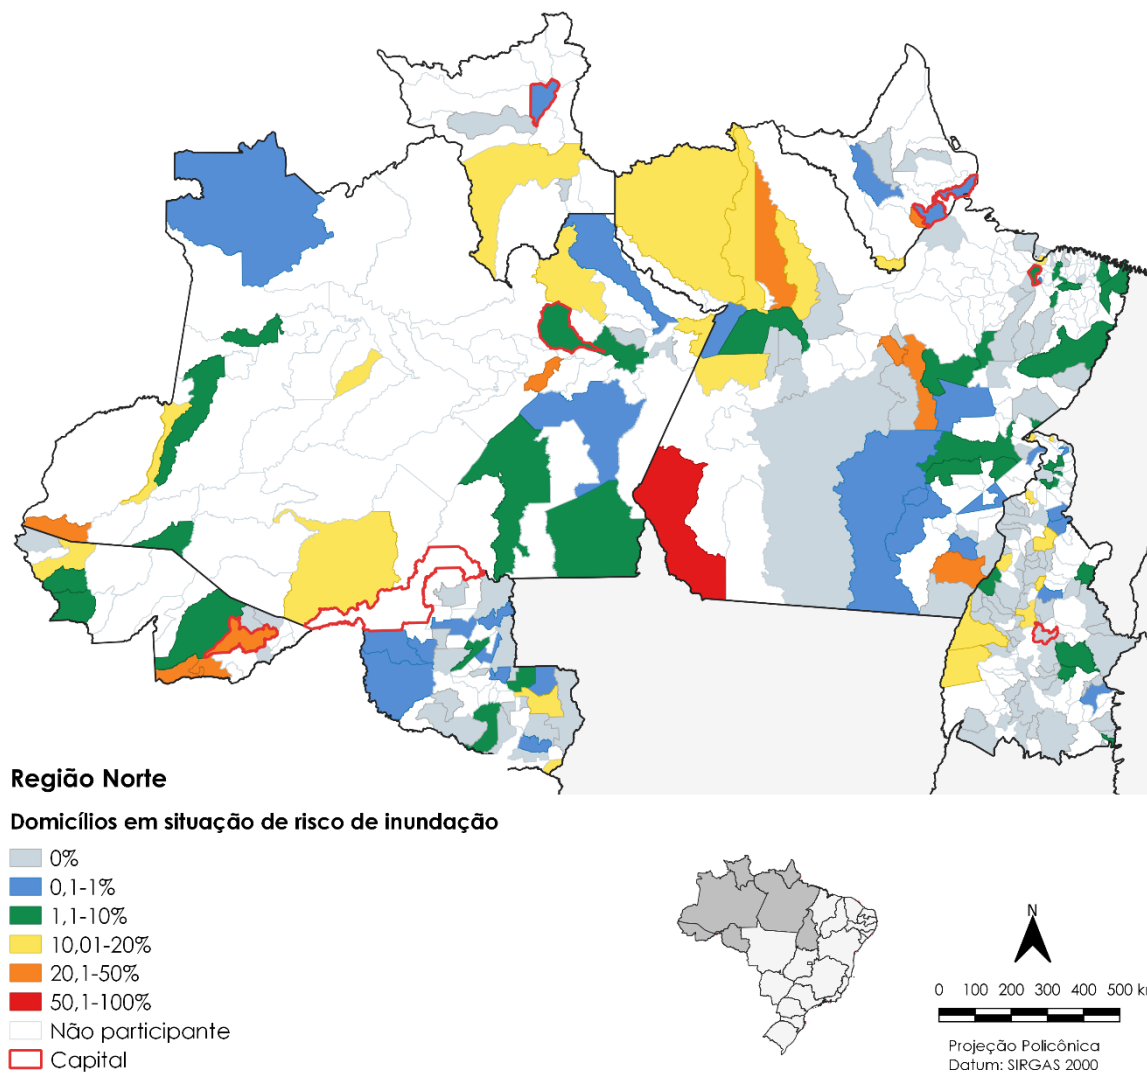 Região Norte
Domicílios em situação de risco de inundação
0%
0,1-1%
1,1-10%
10,01-20%
20,1-50%
50,1-100%
Não participante
Capital
N
0 100 200 300 400 500 km
Projeção Policônica
Datum: SIRGAS 2000